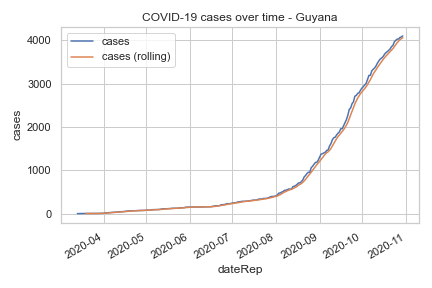 COVID-19 cases over time - Guyana
cases
cases (rolling)
4000
3000
2000
1000
0
cases
2020-04
2020-05
2020-06
2020-07
2020-08
2020-09
2020-10
2020-11
dateRep